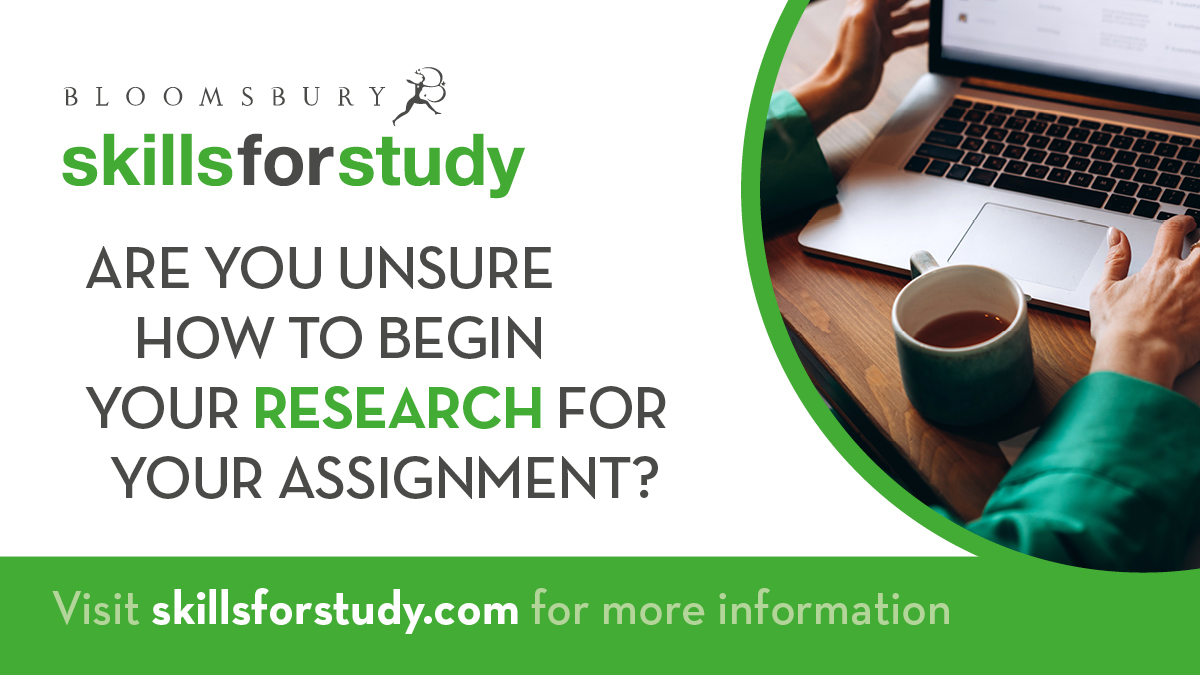 BLOOMSBURY
skillsforstudy
ARE YOU UNSURE
HOW TO BEGIN
YOUR RESEARCH FOR
YOUR ASSIGNMENT?
Visit skillsforstudy.com for more information